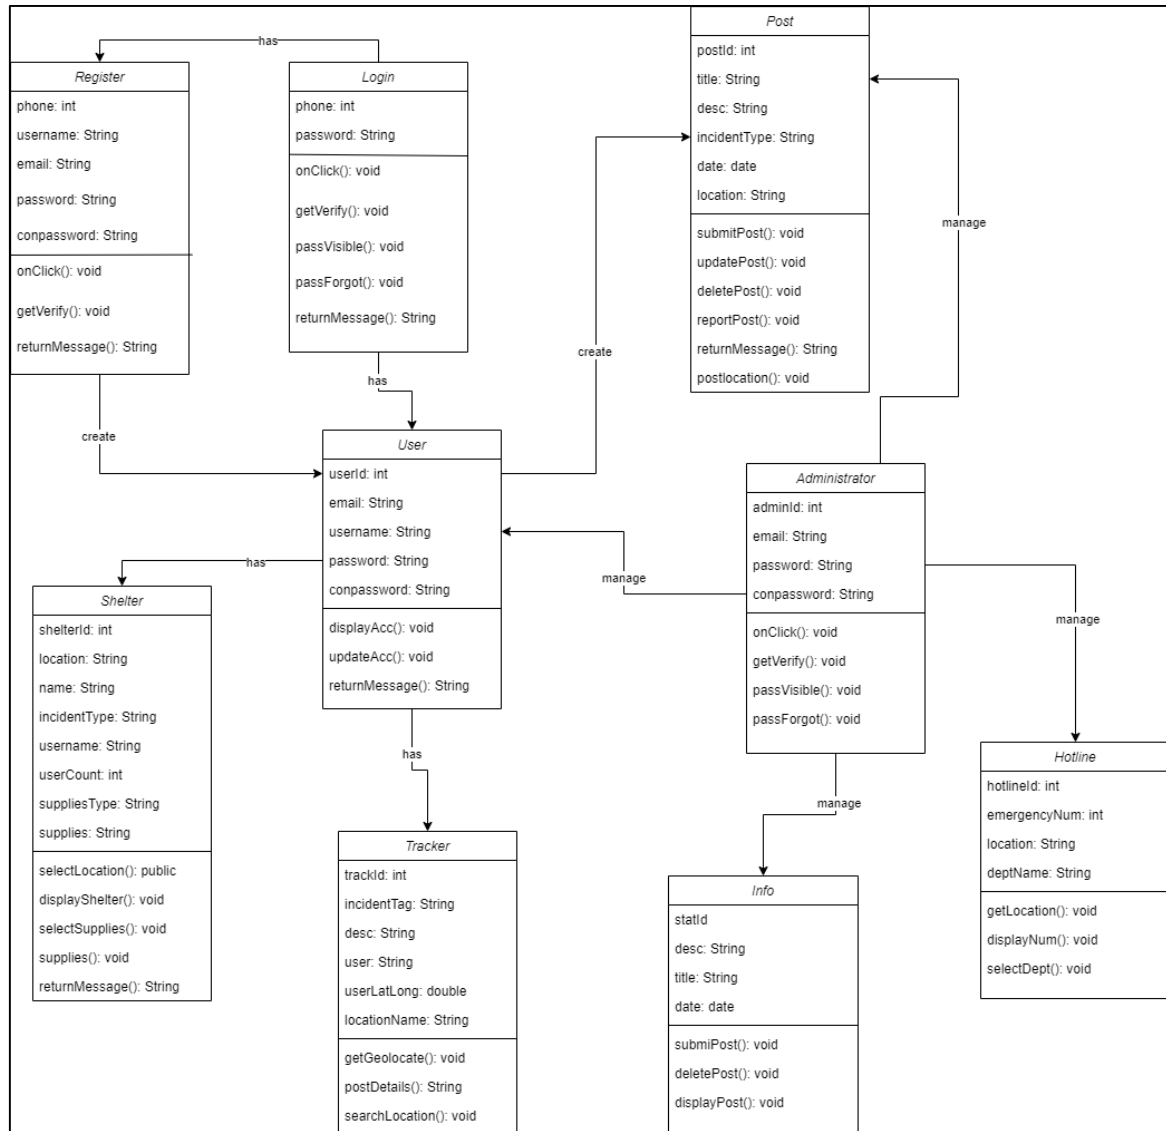 Post
postId: int
title: String
desc: String
incidentType: String
date: date
location: String
submitPost(): void
updatePost(): void
deletePost(): void
reportPost(): void
returnMessage(): String
postlocation(): void
has
Register
phone: int
username: String
email: String
password: String
conpassword: String
onClick(): void
getVerify(): void
returnMessage(): String
Login
phone: int
password: String
onClick(): void
getVerify(): void
passVisible(): void
passForgot(): void
returnMessage(): String
manage
create
has
create
User
userId: int
email: String
username: String
password: String
conpassword: String
displayAcc(): void
updateAcc(): void
returnMessage(): String
Administrator
adminId: int
email: String
password: String
conpassword: String
onClick(): void
getVerify(): void
passVisible(): void
passForgot(): void
has
manage
manage
Shelter
shelterId: int
location: String
name: String
incidentType: String
username: String
userCount: int
suppliesType: String
supplies: String
selectLocation(): public
displayShelter(): void
selectSupplies(): void
supplies(): void
returnMessage(): String
has
manage
Hotline
hotlineId: int
emergencyNum: int
location: String
deptName: String
getLocation(): void
displayNum(): void
selectDept(): void
Tracker
trackId: int
incidentTag: String
desc: String
user: String
userLatLong: double
locationName: String
getGeolocate(): void
postDetails(): String
searchLocation(): void
Info
statId
desc: String
title: String
date: date
submiPost(): void
deletePost(): void
displayPost(): void